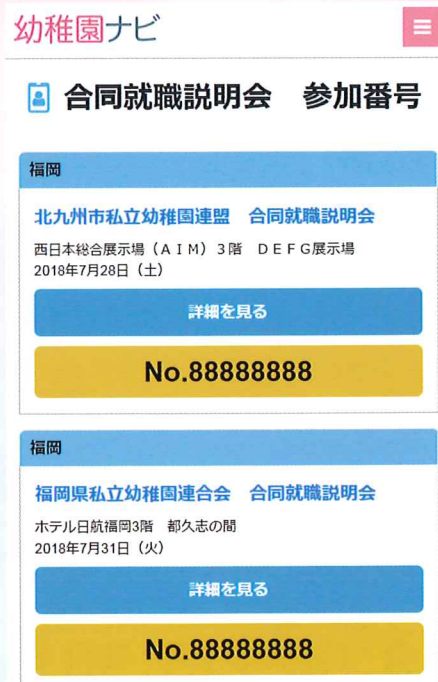 幼稚園ナビ
合同就職説明会　参加番号
福岡
北九州市私立幼稚園連盟　合同就職説明会
西日本総合展示場（ＡＩＭ）３階　ＤＥＦＧ展示場
2018年7月28日（土）
詳細を見る
No.88888888
福岡
福岡県私立幼稚園連合会　合同就職説明会
ホテル日航福岡3階　都久志の間
2018年7月31日（火）
詳細を見る
No.88888888